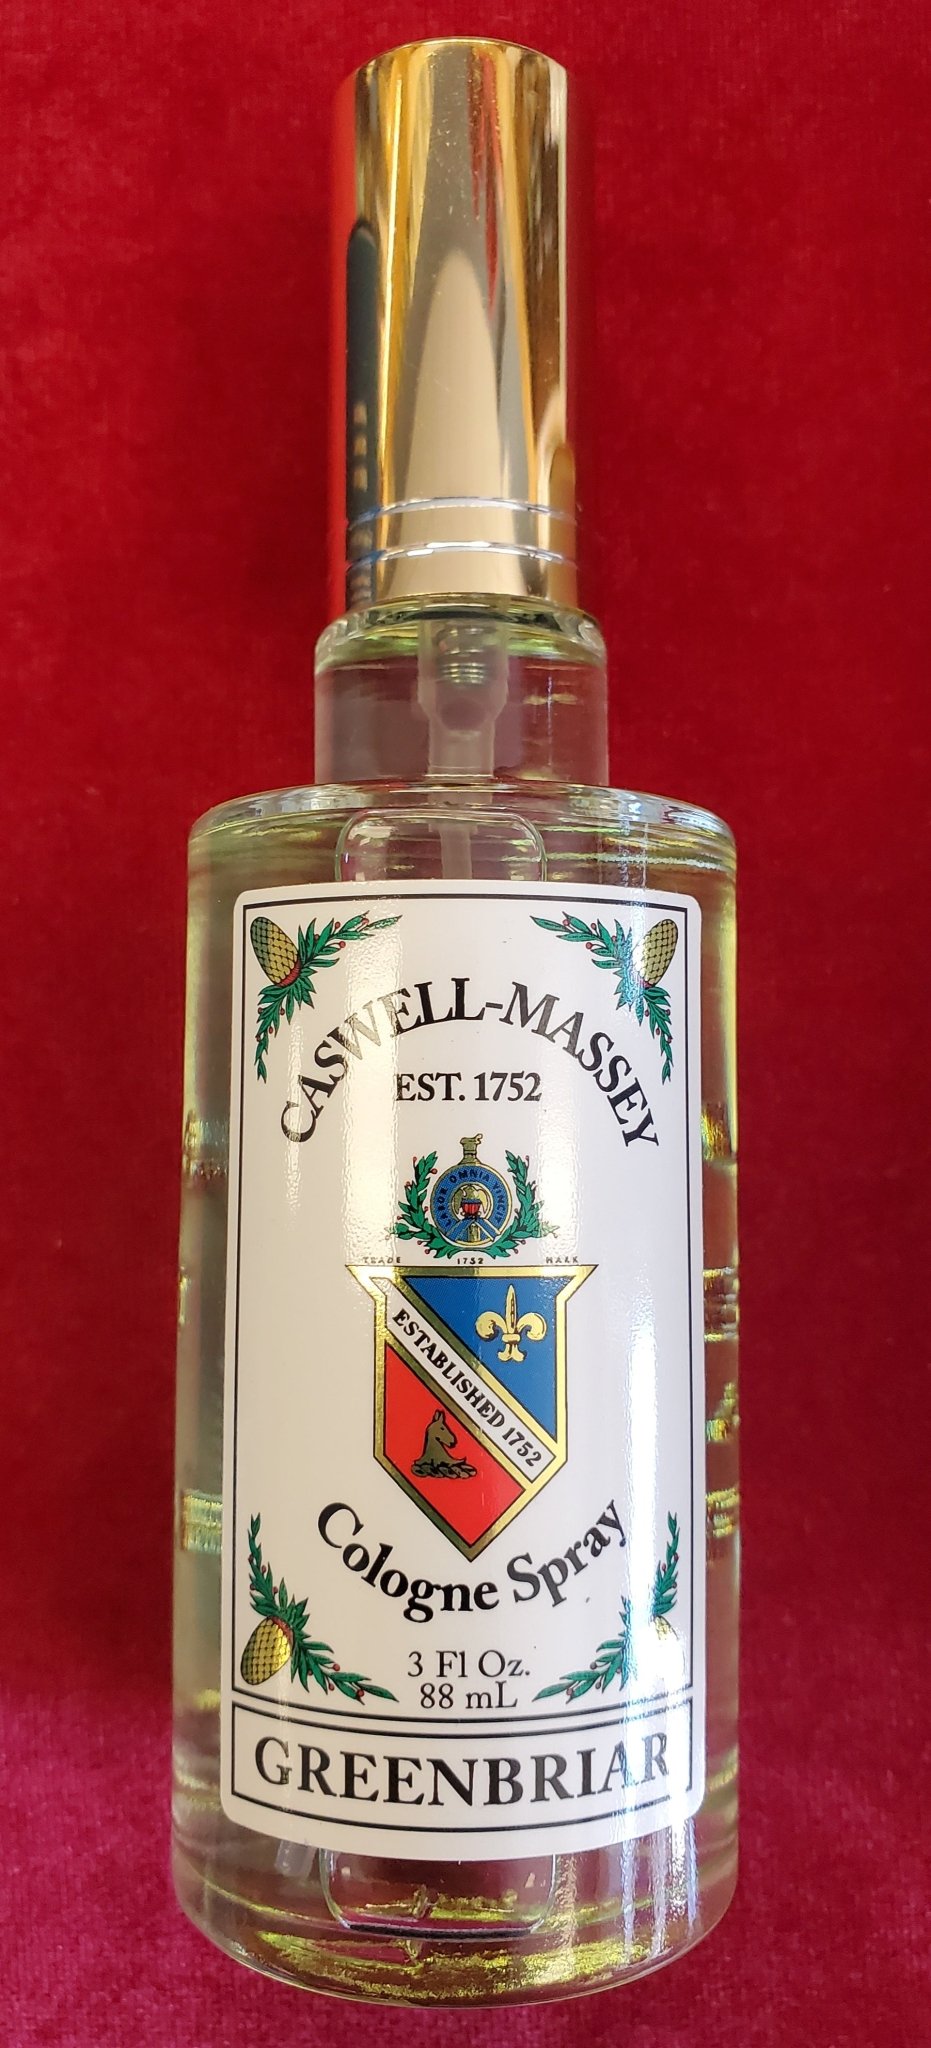 CASWELL-MASSEY
EST. 1752
LABOR OMNIA VINCIT
TRADE 1752 MARK
ESTABLISHED 1752
Cologne Spray
3 Fl Oz.
88 mL
GREENBRIAR